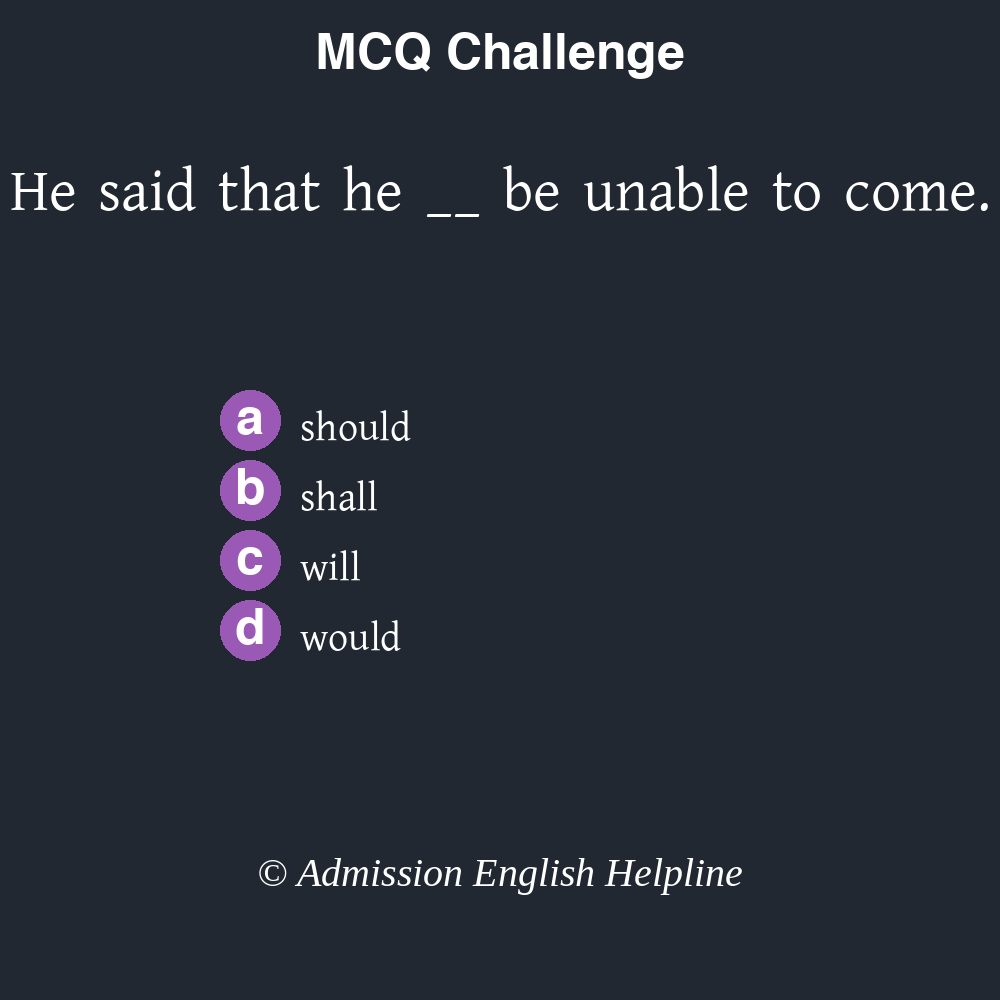 MCQ Challenge
He said that he __ be unable to come.
a should
b shall
c will
d would
© Admission English Helpline